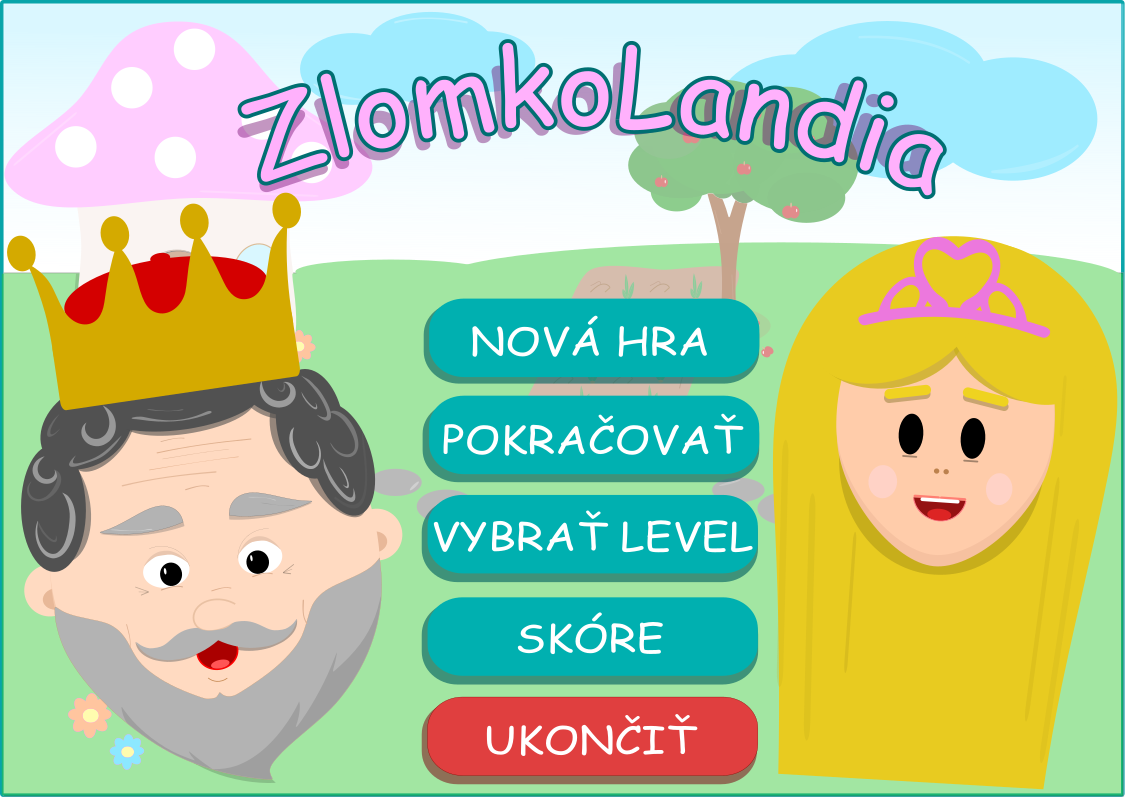 ZlomkoLandia
NOVÁ HRA
POKRAČOVAŤ
VYBRAŤ LEVEL
SKÓRE
UKONČIŤ